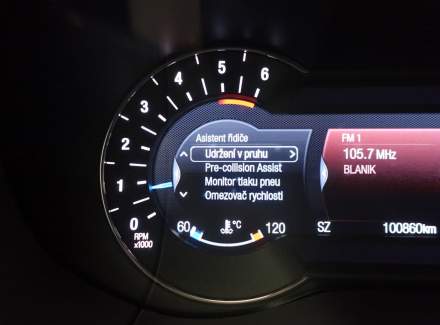 6
5
4
3
2
1
0
RPM
x1000
Asistent řidiče
Udržení v pruhu
Pre-collision Assist
Monitor tlaku pneu
Omezovač rychlosti
60 °C 120
FM 1
105.7 MHz
BLANIK
SZ 100860km